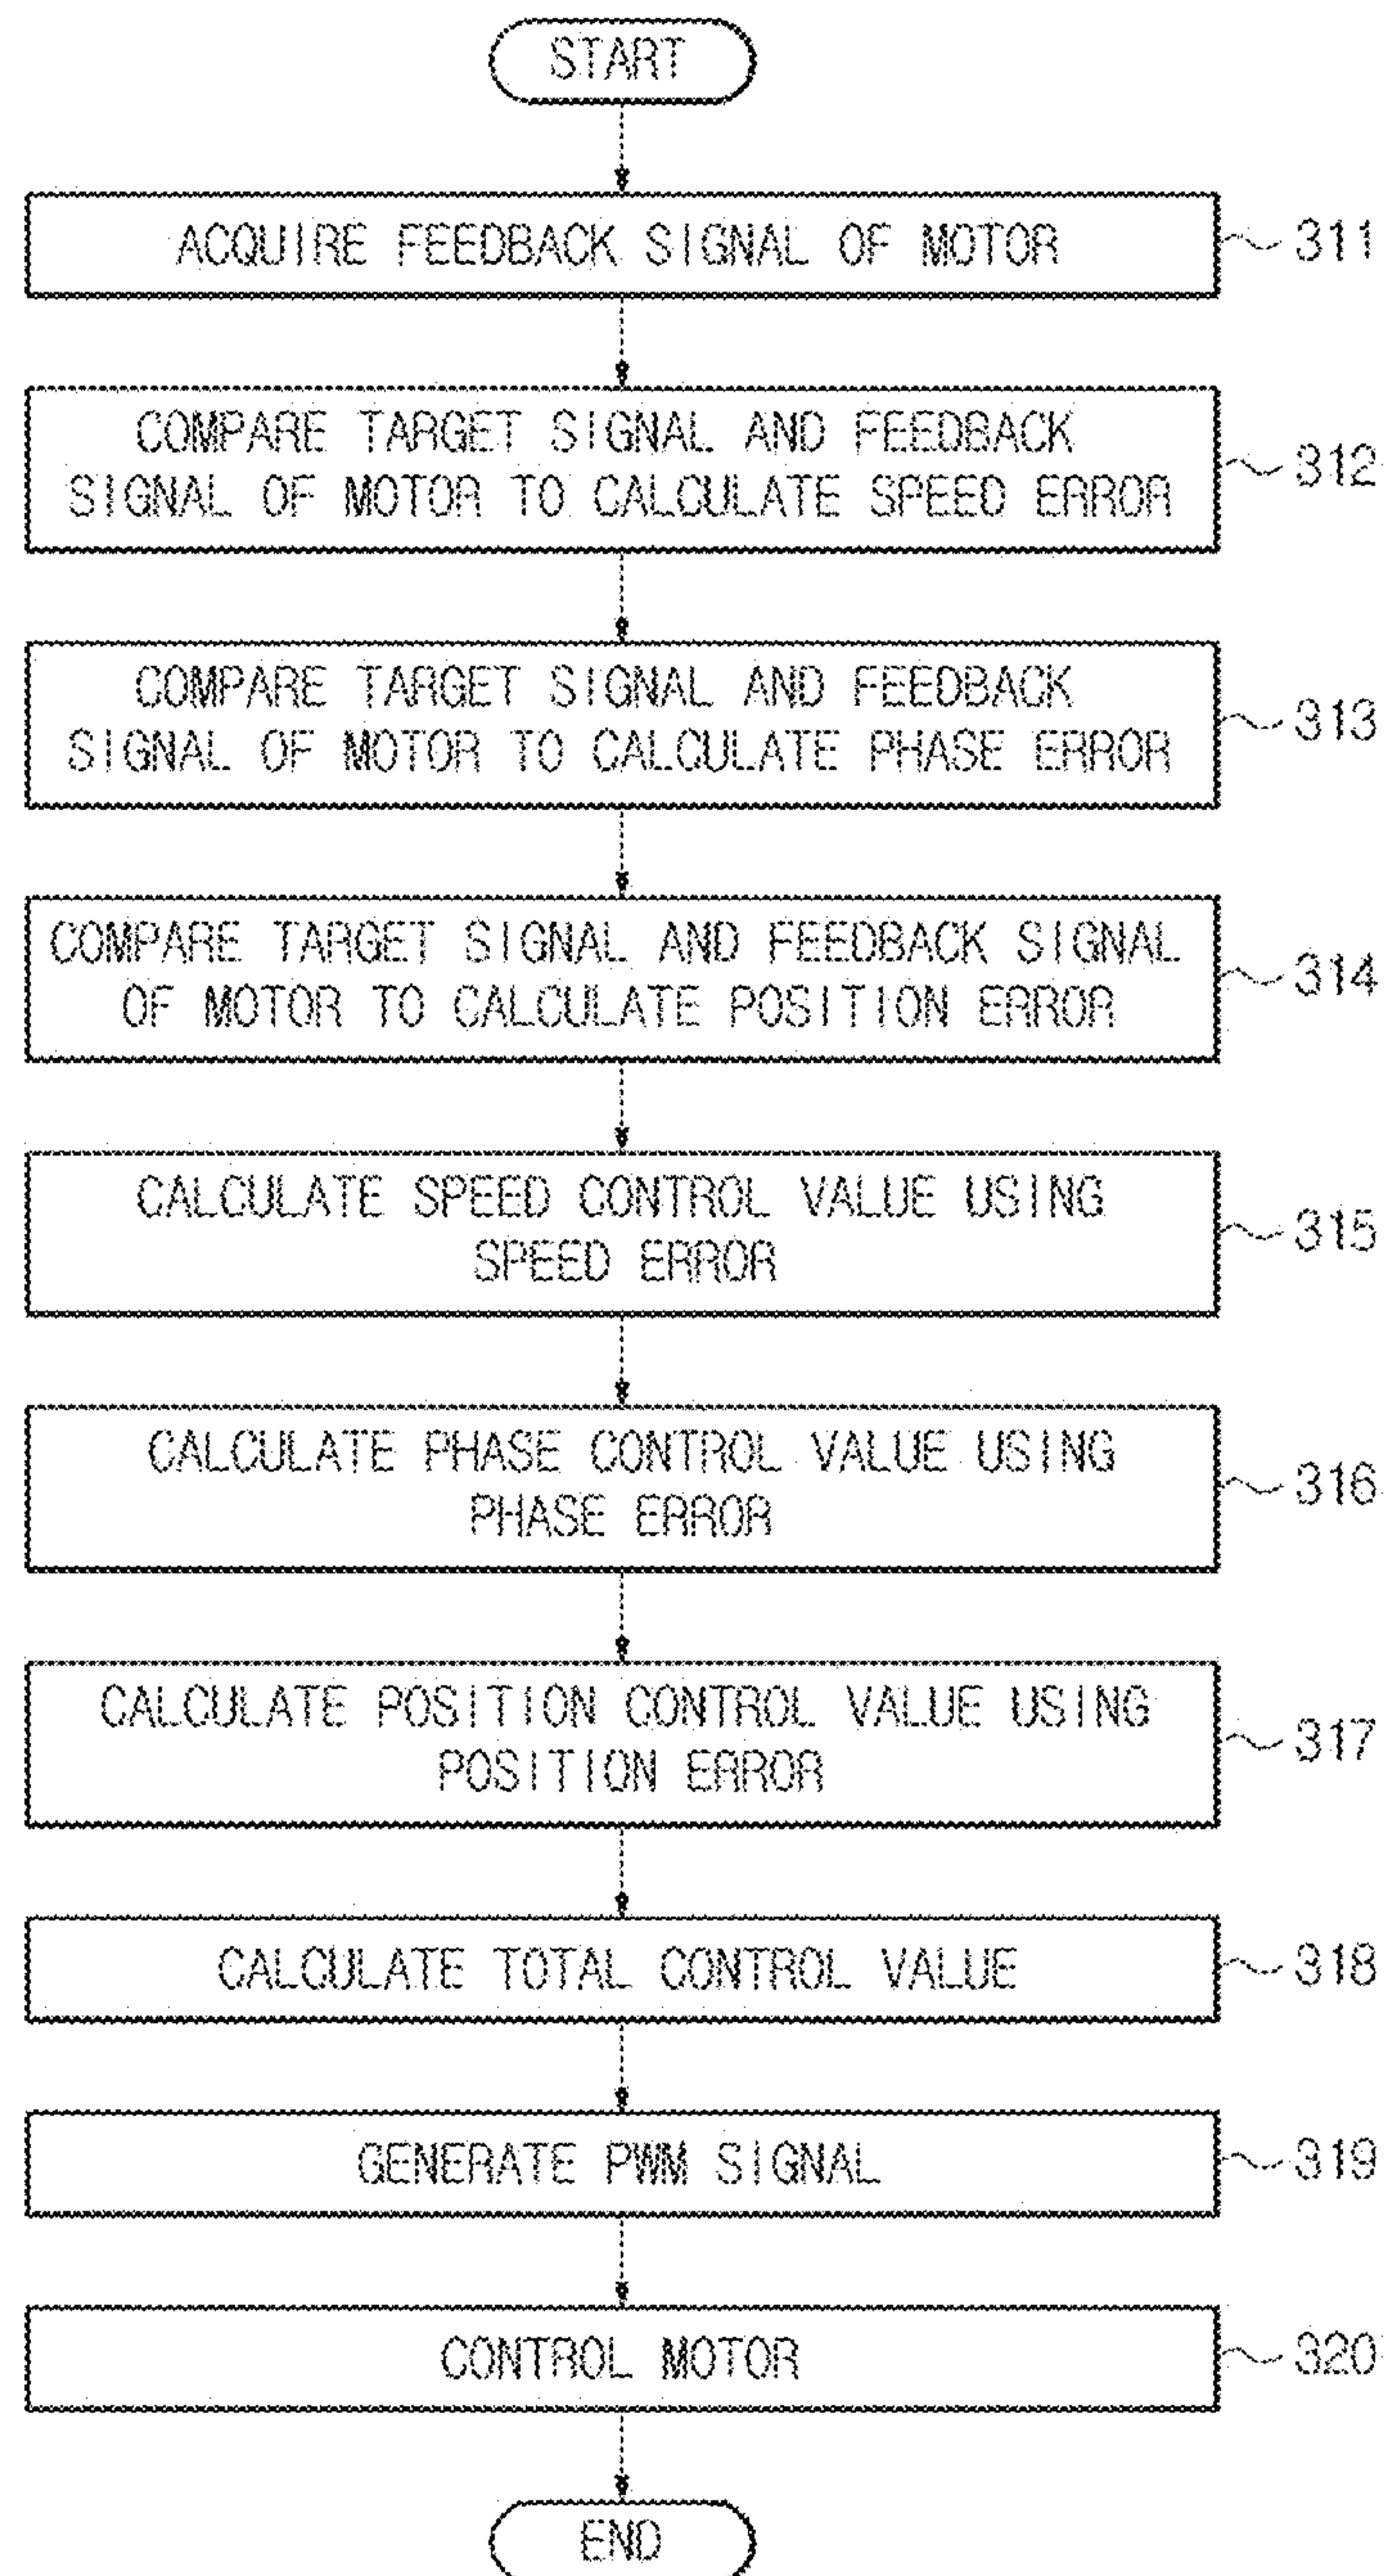 START
ACQUIRE FEEDBACK SIGNAL OF MOTOR
311
COMPARE TARGET SIGNAL AND FEEDBACK
SIGNAL OF MOTOR TO CALCULATE SPEED ERROR
312
COMPARE TARGET SIGNAL AND FEEDBACK
SIGNAL OF MOTOR TO CALCULATE PHASE ERROR
313
COMPARE TARGET SIGNAL AND FEEDBACK SIGNAL
OF MOTOR TO CALCULATE POSITION ERROR
314
CALCULATE SPEED CONTROL VALUE USING
SPEED ERROR
315
CALCULATE PHASE CONTROL VALUE USING
PHASE ERROR
316
CALCULATE POSITION CONTROL VALUE USING
POSITION ERROR
317
CALCULATE TOTAL CONTROL VALUE
318
GENERATE PWM SIGNAL
319
CONTROL MOTOR
320
END